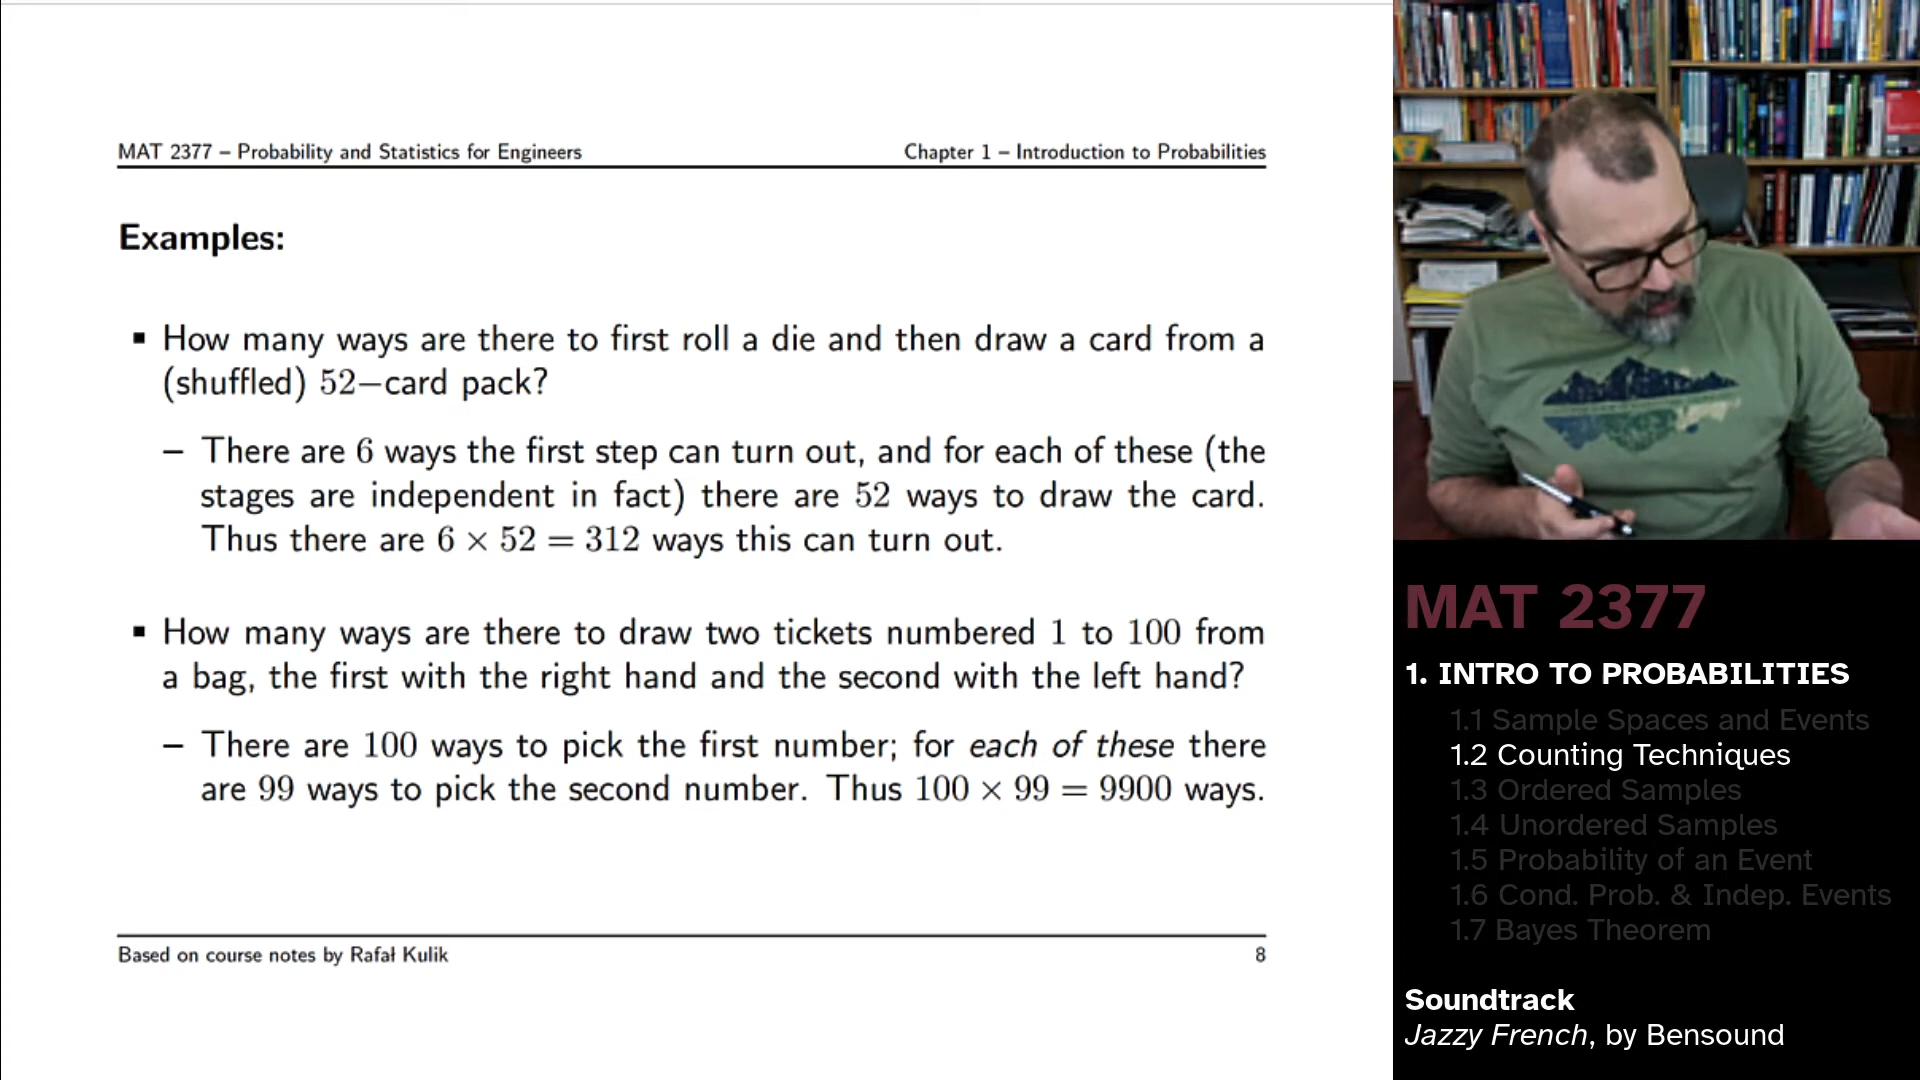 MAT 2377 – Probability and Statistics for Engineers
Chapter 1 – Introduction to Probabilities
Examples:
▪ How many ways are there to first roll a die and then draw a card from a
(shuffled) 52−card pack?
– There are 6 ways the first step can turn out, and for each of these (the
stages are independent in fact) there are 52 ways to draw the card.
Thus there are 6 × 52 = 312 ways this can turn out.
▪ How many ways are there to draw two tickets numbered 1 to 100 from
a bag, the first with the right hand and the second with the left hand?
– There are 100 ways to pick the first number; for each of these there
are 99 ways to pick the second number. Thus 100 × 99 = 9900 ways.
Based on course notes by Rafał Kulik
8
MAT 2377
1. INTRO TO PROBABILITIES
1.1 Sample Spaces and Events
1.2 Counting Techniques
1.3 Ordered Samples
1.4 Unordered Samples
1.5 Probability of an Event
1.6 Cond. Prob. & Indep. Events
1.7 Bayes Theorem
Soundtrack
Jazzy French, by Bensound